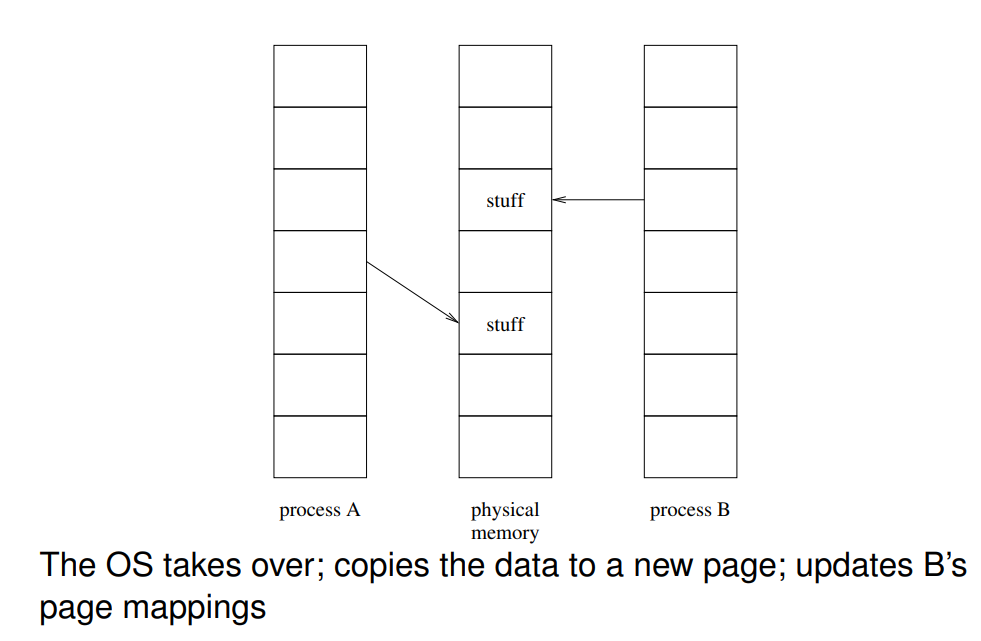 stuff
stuff
process A
physical
memory
process B
The OS takes over; copies the data to a new page; updates B’s
page mappings